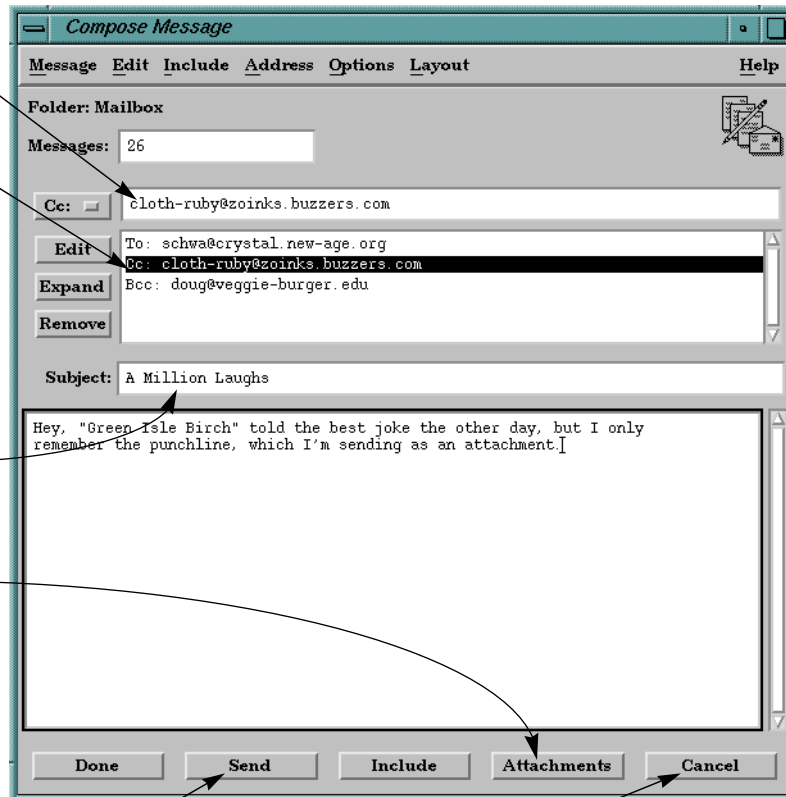 Compose Message
Message Edit Include Address Options Layout Help
Folder: Mailbox
Messages: 26
Cc: cloth-ruby@zoinks.buzzers.com
Edit
Expand
Remove
To: schwa@crystal.new-age.org
Cc: cloth-ruby@zoinks.buzzers.com
Bcc: doug@veggie-burger.edu
Subject: A Million Laughs
Hey, "Green Isle Birch" told the best joke the other day, but I only
remember the punchline, which I'm sending as an attachment.
Done Send Include Attachments Cancel